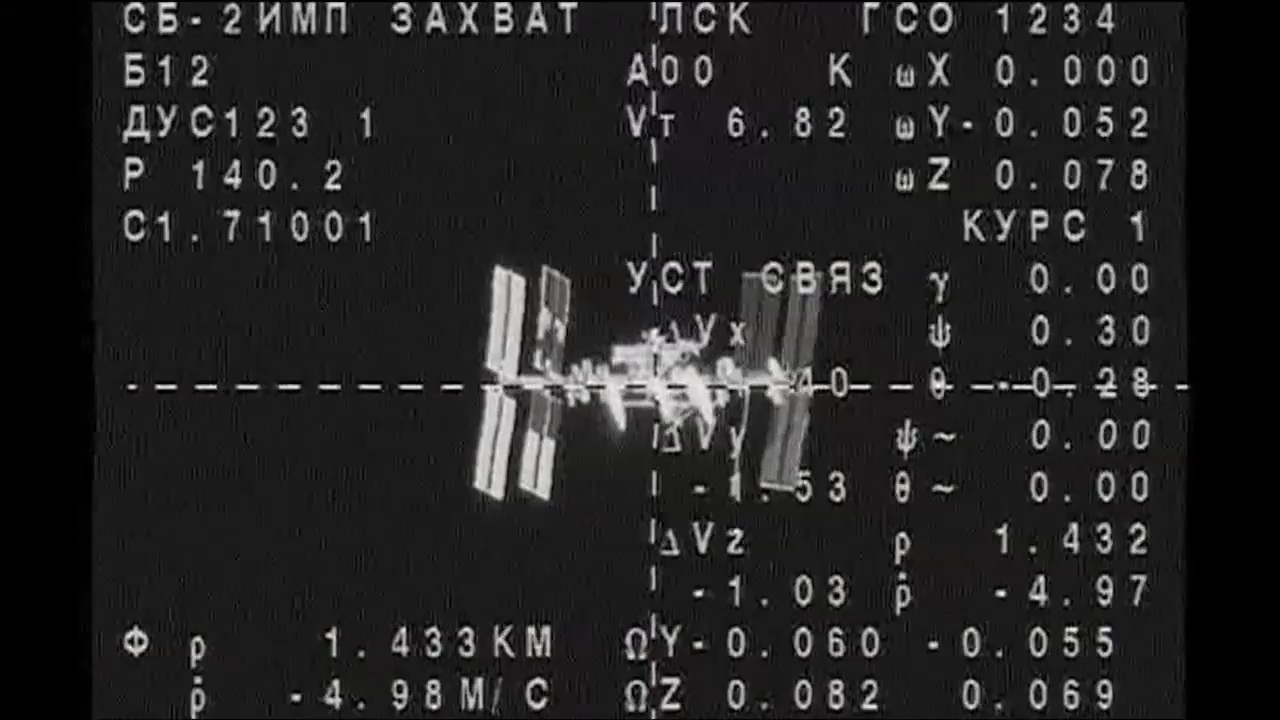 СБ-2ИМП ЗАХВАТ ЛСК ГСО 1234
Б12 А00 К ωX 0.000
ДУС123 1 Vт 6.82 ωY-0.052
Р 140.2 ωZ 0.078
С1.71001 КУРС 1
УСТ СВЯЗ γ 0.00
ΔVx ψ 0.30
40 θ -0.28
ΔVy ψ~ 0.00
-1.53 θ~ 0.00
ΔVz ρ 1.432
-1.03 ρ̇ -4.97
Ф ρ 1.433КМ ΩY-0.060 -0.055
ρ̇ -4.98М/С ΩZ 0.082 0.069